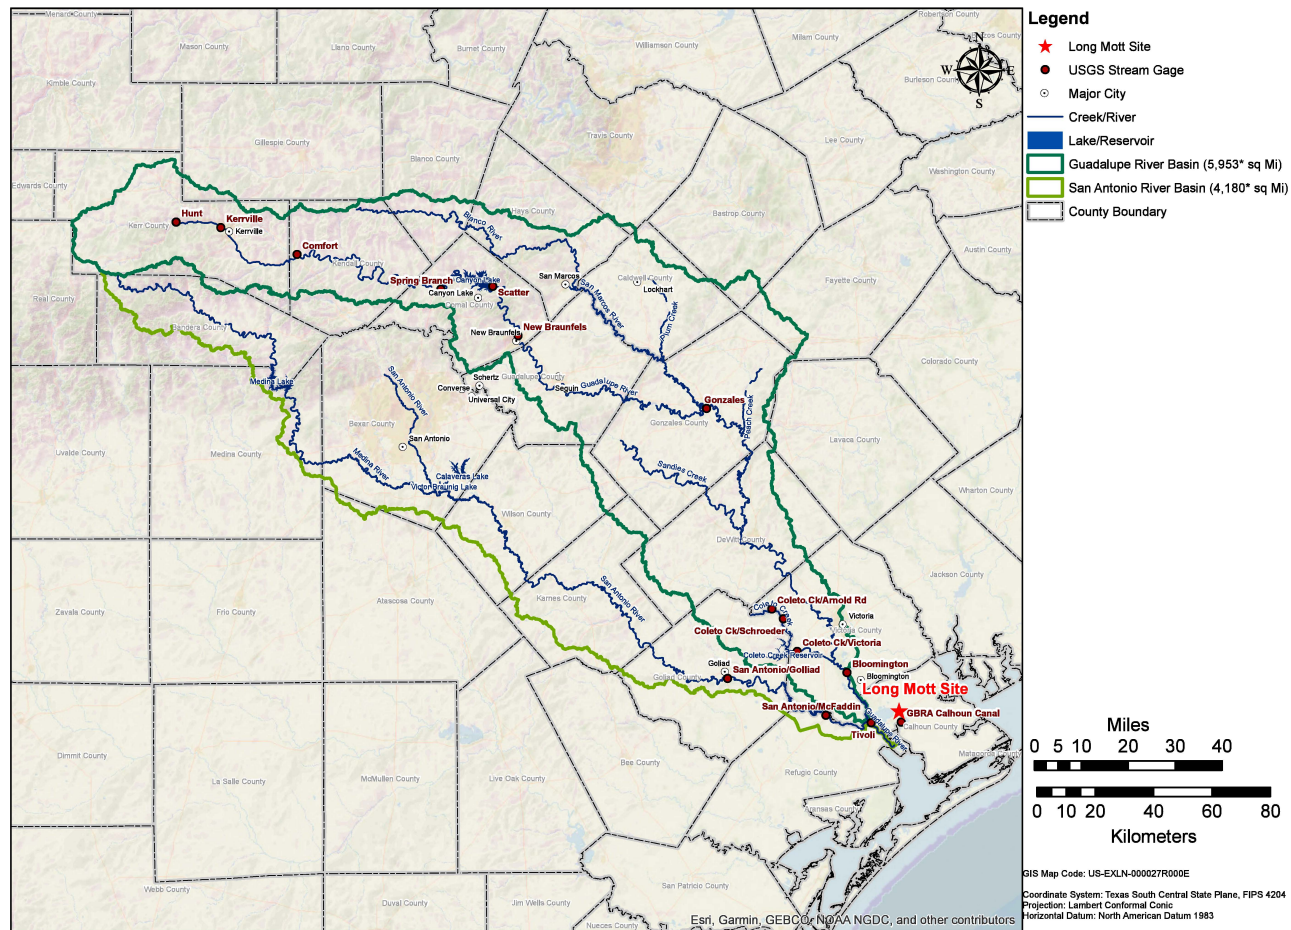 Menard County
Mason County
Llano County
Burnet County
Williamson County
Milam County
Robertson County
Brazos County
Kimble County
Burleson County
Travis County
Lee County
Gillespie County
Blanco County
Washington County
Edwards County
Hays County
Bastrop County
Austin County
Fayette County
Hunt
Kerrville
Kerr County
Kerrville
Comfort
Kendall County
Blanco River
Spring Branch
Canyon Lake
Canyon Lake
Scatter
Comal County
San Marcos
San Marcos River
Caldwell County
Lockhart
Plum Creek
Real County
Bandera County
New Braunfels
New Braunfels
Colorado County
Medina Lake
San Antonio River
Schertz
Guadalupe County
Converse
Universal City
Seguin
Guadalupe River
Gonzales
Gonzales County
Peach Creek
Lavaca County
Bexar County
San Antonio
Uvalde County
Medina County
Medina River
Calaveras Lake
Victor Braunig Lake
Sandies Creek
Wharton County
Wilson County
DeWitt County
Jackson County
Zavala County
Frio County
Atascosa County
Karnes County
San Antonio River
Coleto Ck/Arnold Rd
Coleto Creek
Coleto Ck/Schroeder
Victoria
Victoria County
Coleto Ck/Victoria
Coleto Creek Reservoir
Goliad
San Antonio/Golliad
Goliad County
Bloomington
Bloomington
Long Mott Site
San Antonio/McFaddin
GBRA Calhoun Canal
Calhoun County
Guadalupe River
Tivoli
Matagorda County
Dimmit County
La Salle County
McMullen County
Live Oak County
Bee County
Refugio County
Aransas County
Webb County
Duval County
Jim Wells County
San Patricio County
Nueces County
Esri, Garmin, GEBCO, NOAA NGDC, and other contributors
N
W
E
S
Legend
Long Mott Site
USGS Stream Gage
Major City
Creek/River
Lake/Reservoir
Guadalupe River Basin (5,953* sq Mi)
San Antonio River Basin (4,180* sq Mi)
County Boundary
Miles
0 5 10 20 30 40
0 10 20 40 60 80
Kilometers
GIS Map Code: US-EXLN-000027R000E
Coordinate System: Texas South Central State Plane, FIPS 4204
Projection: Lambert Conformal Conic
Horizontal Datum: North American Datum 1983